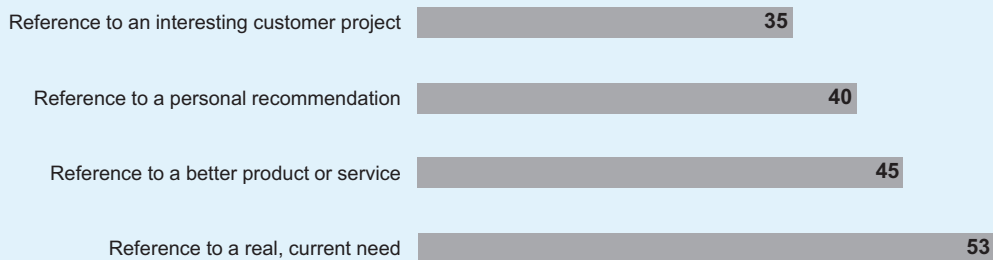 Reference to an interesting customer project 35
Reference to a personal recommendation 40
Reference to a better product or service 45
Reference to a real, current need 53